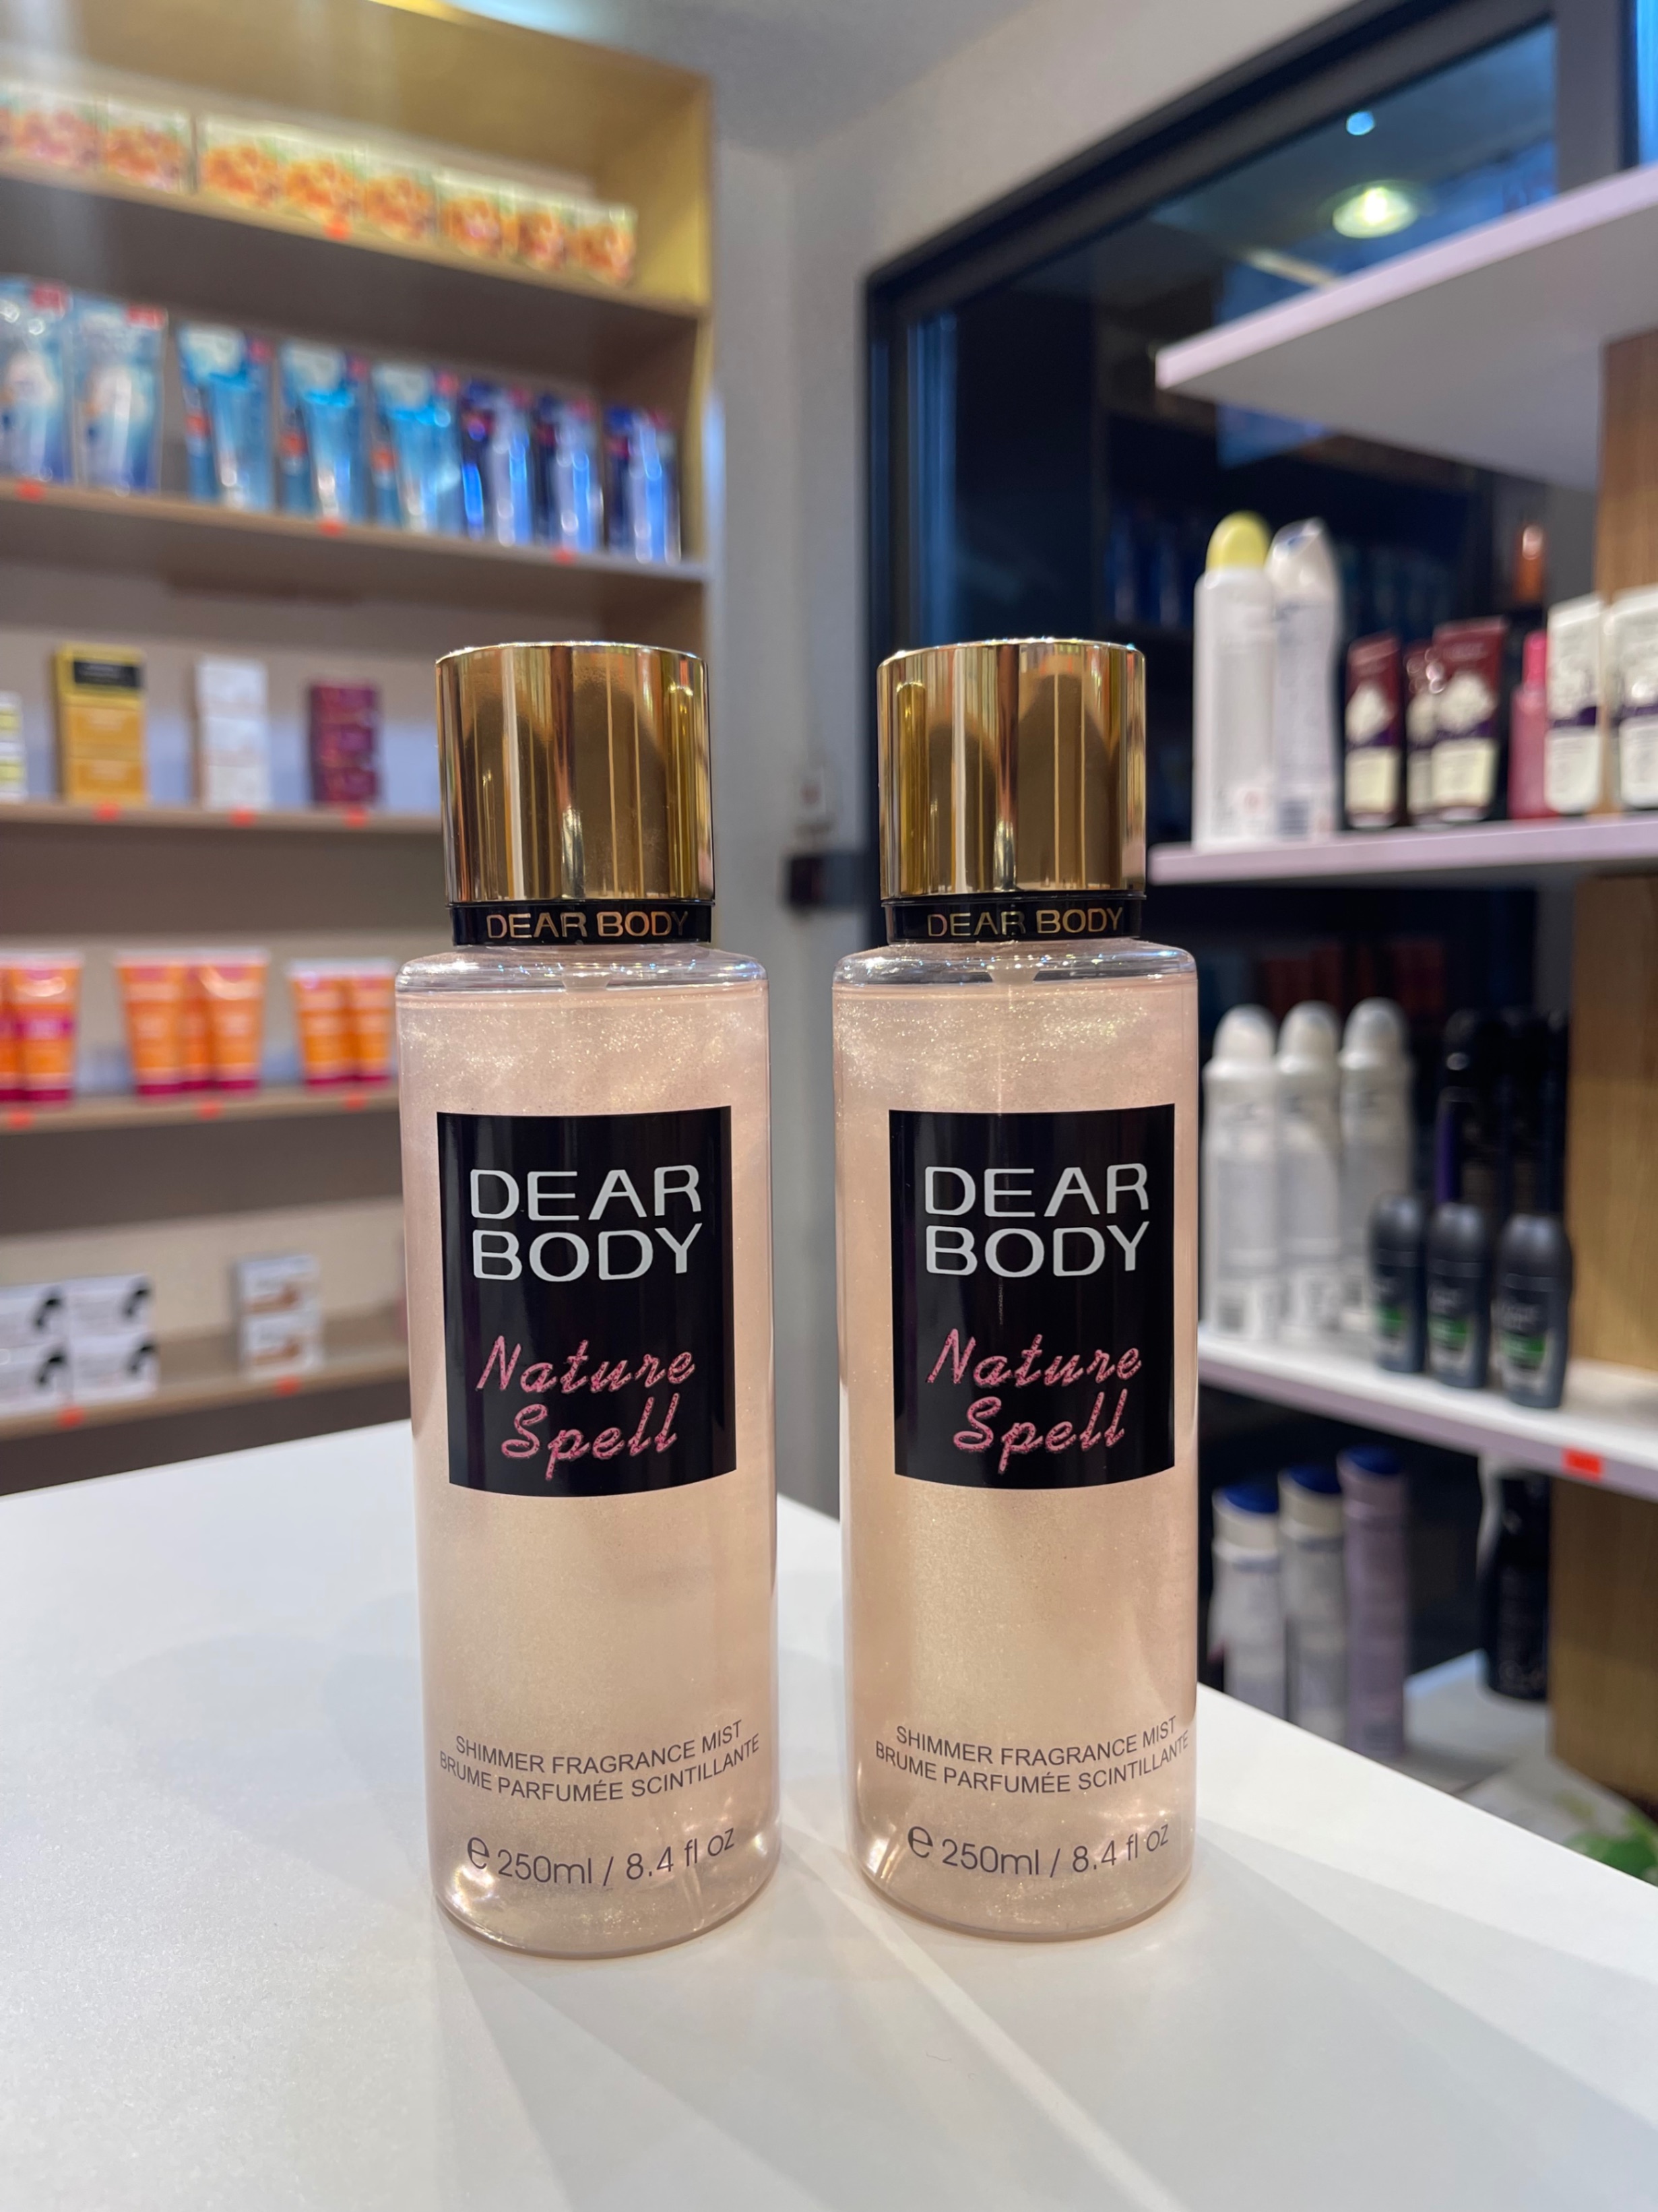 DEAR BODY
DEAR
BODY
Nature
Spell
SHIMMER FRAGRANCE MIST
BRUME PARFUMÉE SCINTILLANTE
e 250ml / 8.4 fl oz
DEAR BODY
DEAR
BODY
Nature
Spell
SHIMMER FRAGRANCE MIST
BRUME PARFUMÉE SCINTILLANTE
e 250ml / 8.4 fl oz